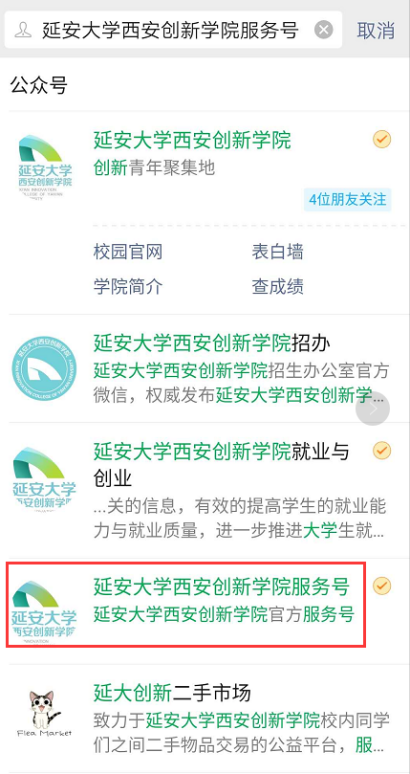 延安大学西安创新学院服务号
取消
公众号
延安大学
西安创新学院
延安大学西安创新学院
创新青年聚集地
4位朋友关注
校园官网
表白墙
学院简介
查成绩
延安大学西安创新学院招办
延安大学西安创新学院招生办公室官方
微信，权威发布延安大学西安创新学...
延安大学
西安创新学院
延安大学西安创新学院就业与
创业
...关的信息，有效的提高学生的就业能
力与就业质量，进一步推进大学生就...
延安大学
西安创新学院
延安大学西安创新学院服务号
延安大学西安创新学院官方服务号
Flea Market
延大创新二手市场
致力于延安大学西安创新学院校内同学
们之间二手物品交易的公益平台，服...